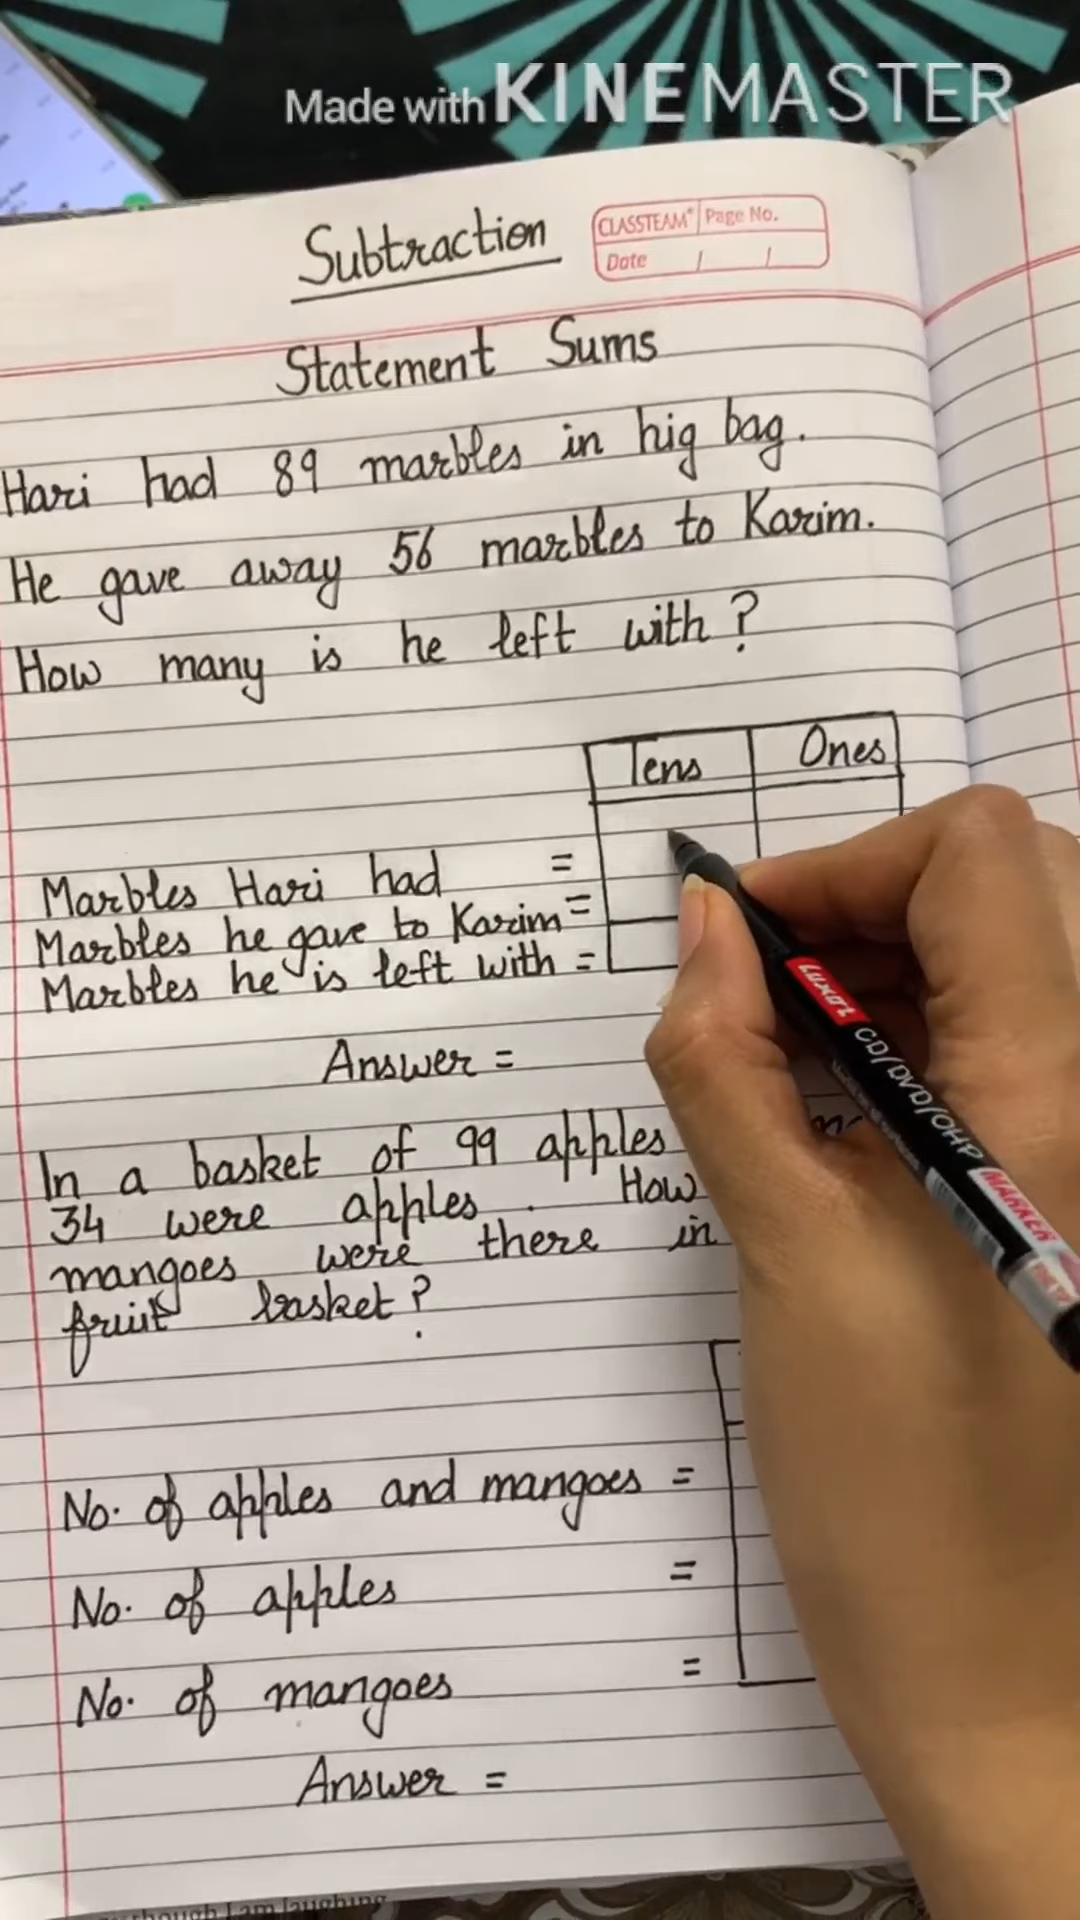 Made with KINEMASTER
Subtraction
CLASSTEAM Page No.
Date / /
Statement Sums
Hari had 89 marbles in hig bag.
He gave away 56 marbles to Karim.
How many is he left with?
Tens Ones
Marbles Hari had =
Marbles he gave to Karim =
Marbles he is left with =
Answer =
In a basket of 99 apples
34 were apples. How
mangoes were there in
fruit basket?
No. of apples and mangoes =
No. of apples =
No. of mangoes =
Answer =
Luxor CD/DVD/OHP MARKER
though I am laughing